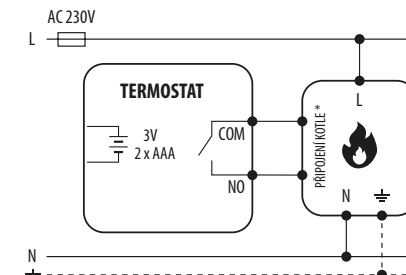 AC 230V
L
TERMOSTAT
3V
2 x AAA
COM
NO
PŘIPOJENÍ KOTLE *
L
N
N